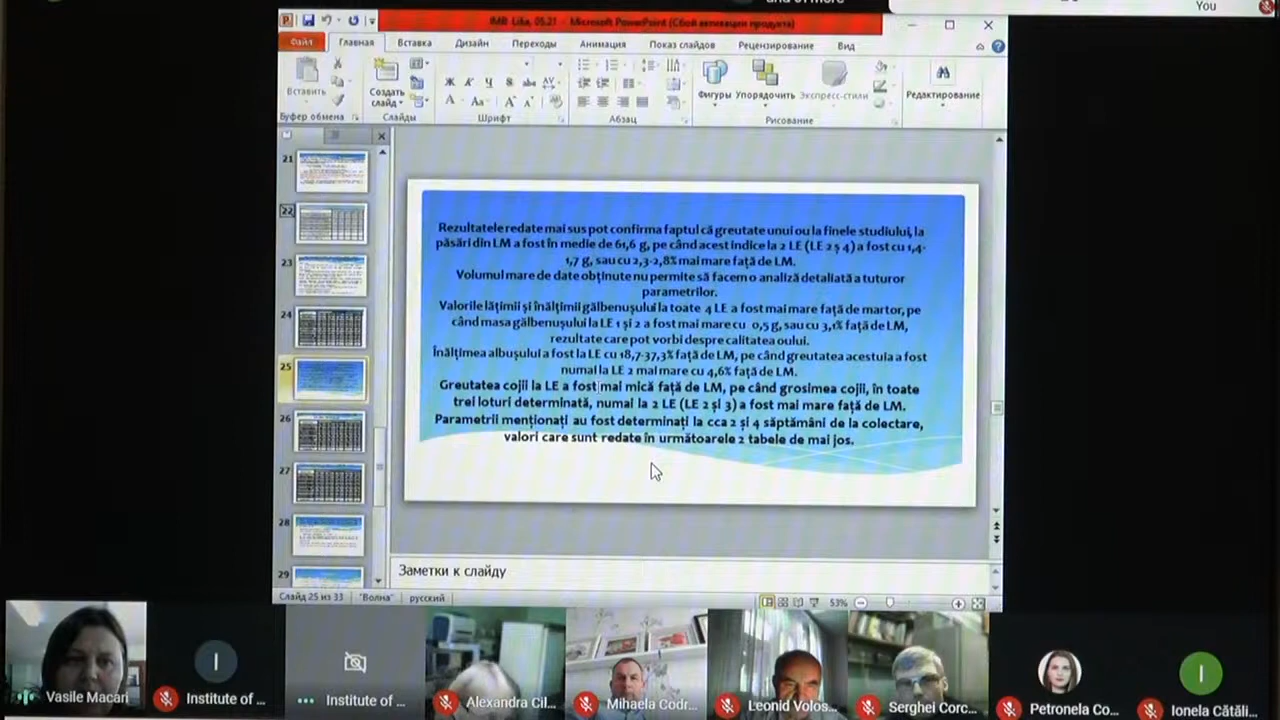 You
IMB Lilia, 05.21 - Microsoft PowerPoint (Сбой активации продукта)
Файл Главная Вставка Дизайн Переходы Анимация Показ слайдов Рецензирование Вид
Вставить
Создать слайд
Фигуры Упорядочить Экспресс-стили
Редактирование
Буфер обмена Слайды Шрифт Абзац Рисование
21
22
23
24
25
26
27
28
29
Rezultatele redate mai sus pot confirma faptul că greutate unui ou la finele studiului, la
păsări din LM a fost în medie de 61,6 g, pe când acest indice la 2 LE (LE 2 ș 4) a fost cu 1,4-
1,7 g, sau cu 2,3-2,8% mai mare față de LM.
Volumul mare de date obținute nu permite să facem o analiză detaliată a tuturor
parametrilor.
Valorile lățimii și înălțimii gălbenușului la toate 4 LE a fost mai mare față de martor, pe
când masa gălbenușului la LE 1 și 2 a fost mai mare cu 0,5 g, sau cu 3,1% față de LM,
rezultate care pot vorbi despre calitatea oului.
Înălțimea albușului a fost la LE cu 18,7-37,3% față de LM, pe când greutatea acestuia a fost
numai la LE 2 mai mare cu 4,6% față de LM.
Greutatea cojii la LE a fost mai mică față de LM, pe când grosimea cojii, în toate
trei loturi determinată, numai la 2 LE (LE 2 și 3) a fost mai mare față de LM.
Parametrii menționați au fost determinați la cca 2 și 4 săptămâni de la colectare,
valori care sunt redate în următoarele 2 tabele de mai jos.
Заметки к слайду
Слайд 25 из 33 "Волна" русский 53%
Vasile Macari
I
Institute of ...
Institute of ...
Alexandra Cil...
Mihaela Codr...
Leonid Volos...
Serghei Corc...
Petronela Co...
I
Ionela Cătăli...